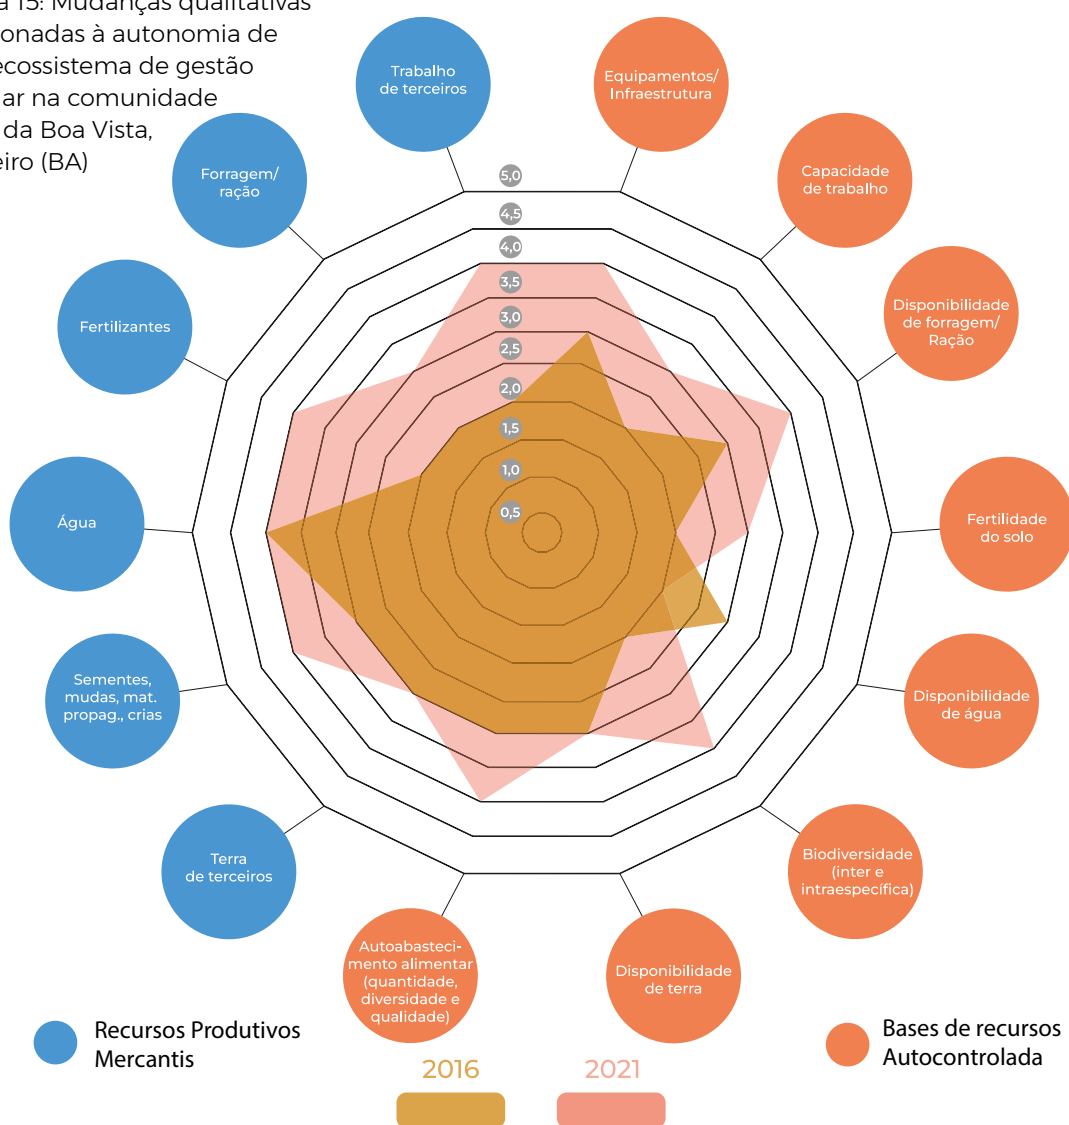 a 15: Mudanças qualitativas
onadas à autonomia de
ecossistema de gestão
ar na comunidade
da Boa Vista,
eiro (BA)
Trabalho
de terceiros
Equipamentos/
Infraestrutura
Forragem/
ração
Capacidade
de trabalho
Fertilizantes
Disponibilidade
de forragem/
Ração
Água
Fertilidade
do solo
Sementes,
mudas, mat.
propag., crias
Disponibilidade
de água
Terra
de terceiros
Biodiversidade
(inter e
intraespecífica)
Autoabasteci-
mento alimentar
(quantidade,
diversidade e
qualidade)
Disponibilidade
de terra
5,0
4,5
4,0
3,5
3,0
2,5
2,0
1,5
1,0
0,5
Recursos Produtivos
Mercantis
Bases de recursos
Autocontrolada
2016
2021